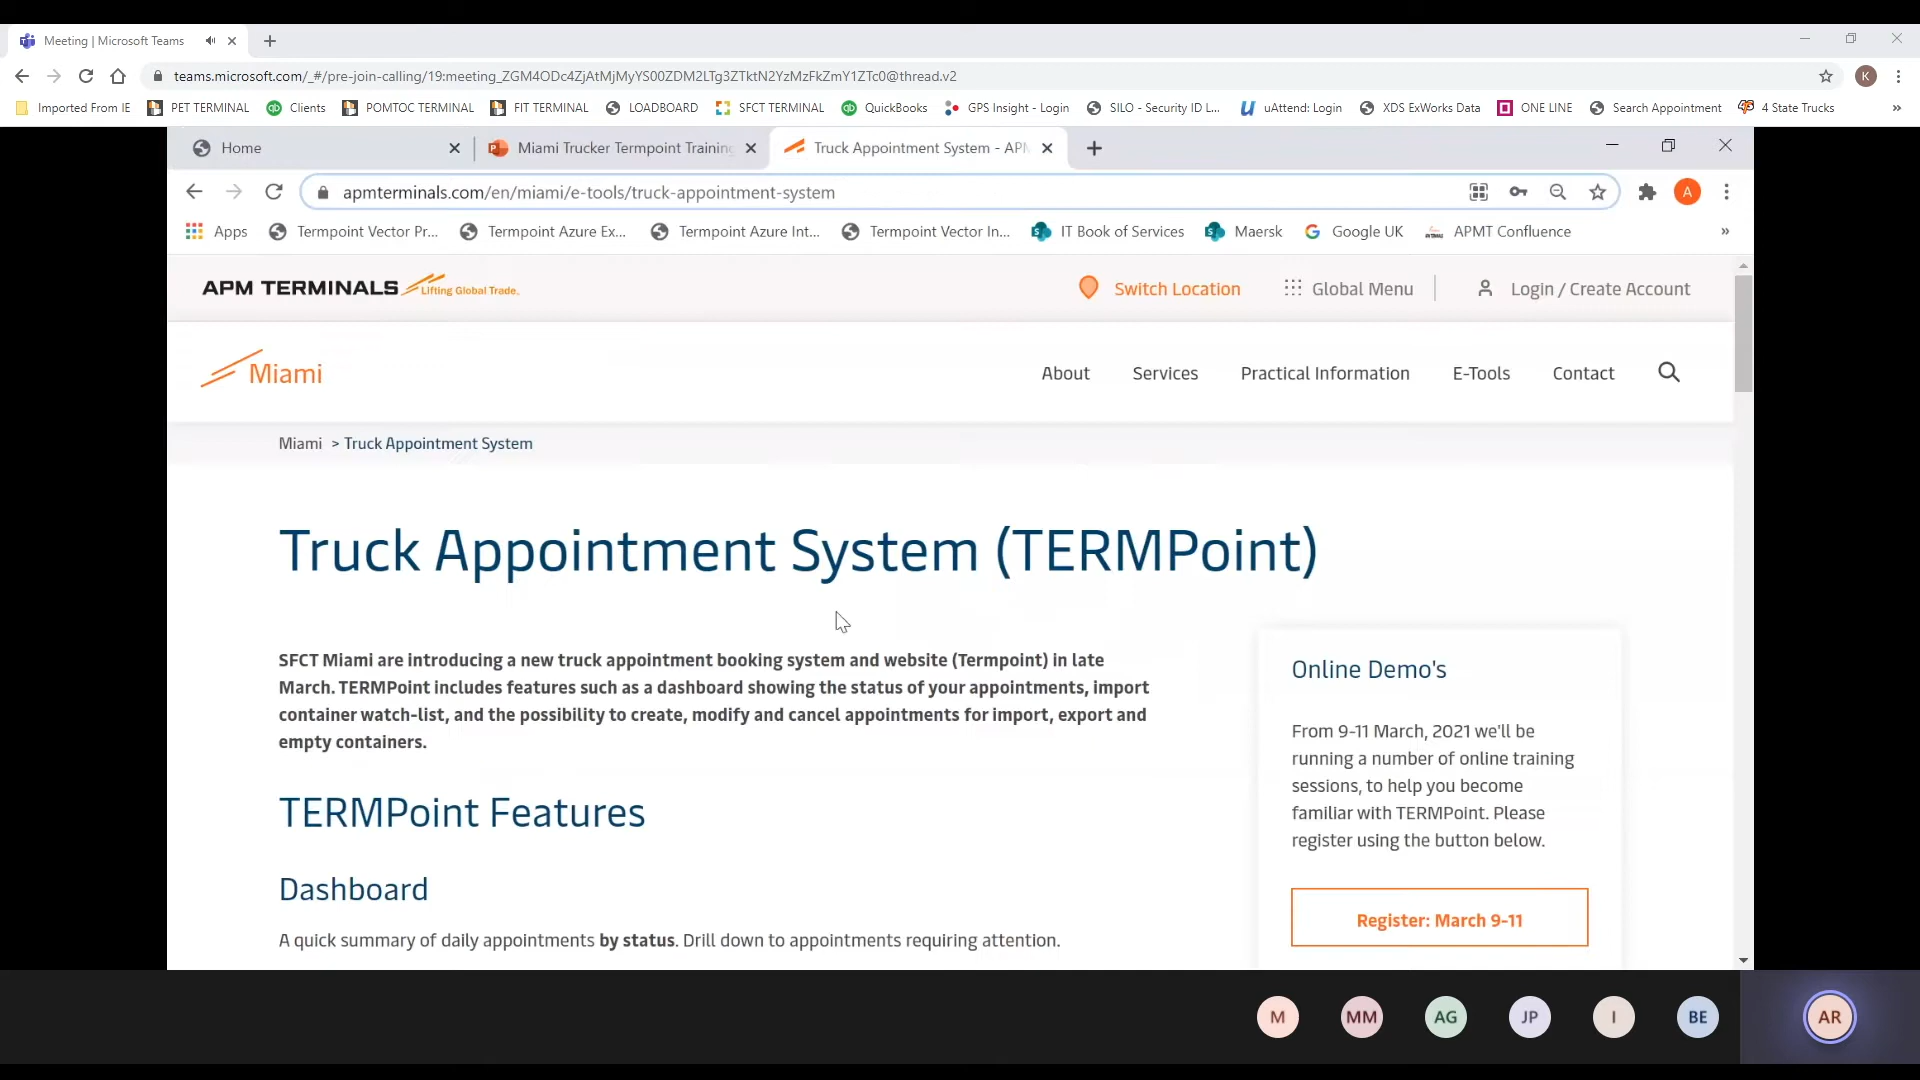 Meeting | Microsoft Teams
teams.microsoft.com/_#/pre-join-calling/19:meeting_ZGM4ODc4ZjAtMjMyYS00ZDM2LTg3ZTktN2YzMzFkZmY1ZTc0@thread.v2
K
Imported From IE PET TERMINAL Clients POMTOC TERMINAL FIT TERMINAL LOADBOARD SFCT TERMINAL QuickBooks GPS Insight - Login SILO - Security ID L... uAttend: Login XDS ExWorks Data ONE LINE Search Appointment 4 State Trucks »
Home Miami Trucker Termpoint Training Truck Appointment System - APM
apmterminals.com/en/miami/e-tools/truck-appointment-system
A
Apps Termpoint Vector Pr... Termpoint Azure Ex... Termpoint Azure Int... Termpoint Vector In... IT Book of Services Maersk Google UK APMT Confluence »
APM TERMINALS Lifting Global Trade. Switch Location Global Menu Login / Create Account
Miami About Services Practical Information E-Tools Contact
Miami > Truck Appointment System
Truck Appointment System (TERMPoint)
SFCT Miami are introducing a new truck appointment booking system and website (Termpoint) in late
March. TERMPoint includes features such as a dashboard showing the status of your appointments, import
container watch-list, and the possibility to create, modify and cancel appointments for import, export and
empty containers.
TERMPoint Features
Dashboard
A quick summary of daily appointments by status. Drill down to appointments requiring attention.
Online Demo's
From 9-11 March, 2021 we'll be
running a number of online training
sessions, to help you become
familiar with TERMPoint. Please
register using the button below.
Register: March 9-11
M MM AG JP I BE AR